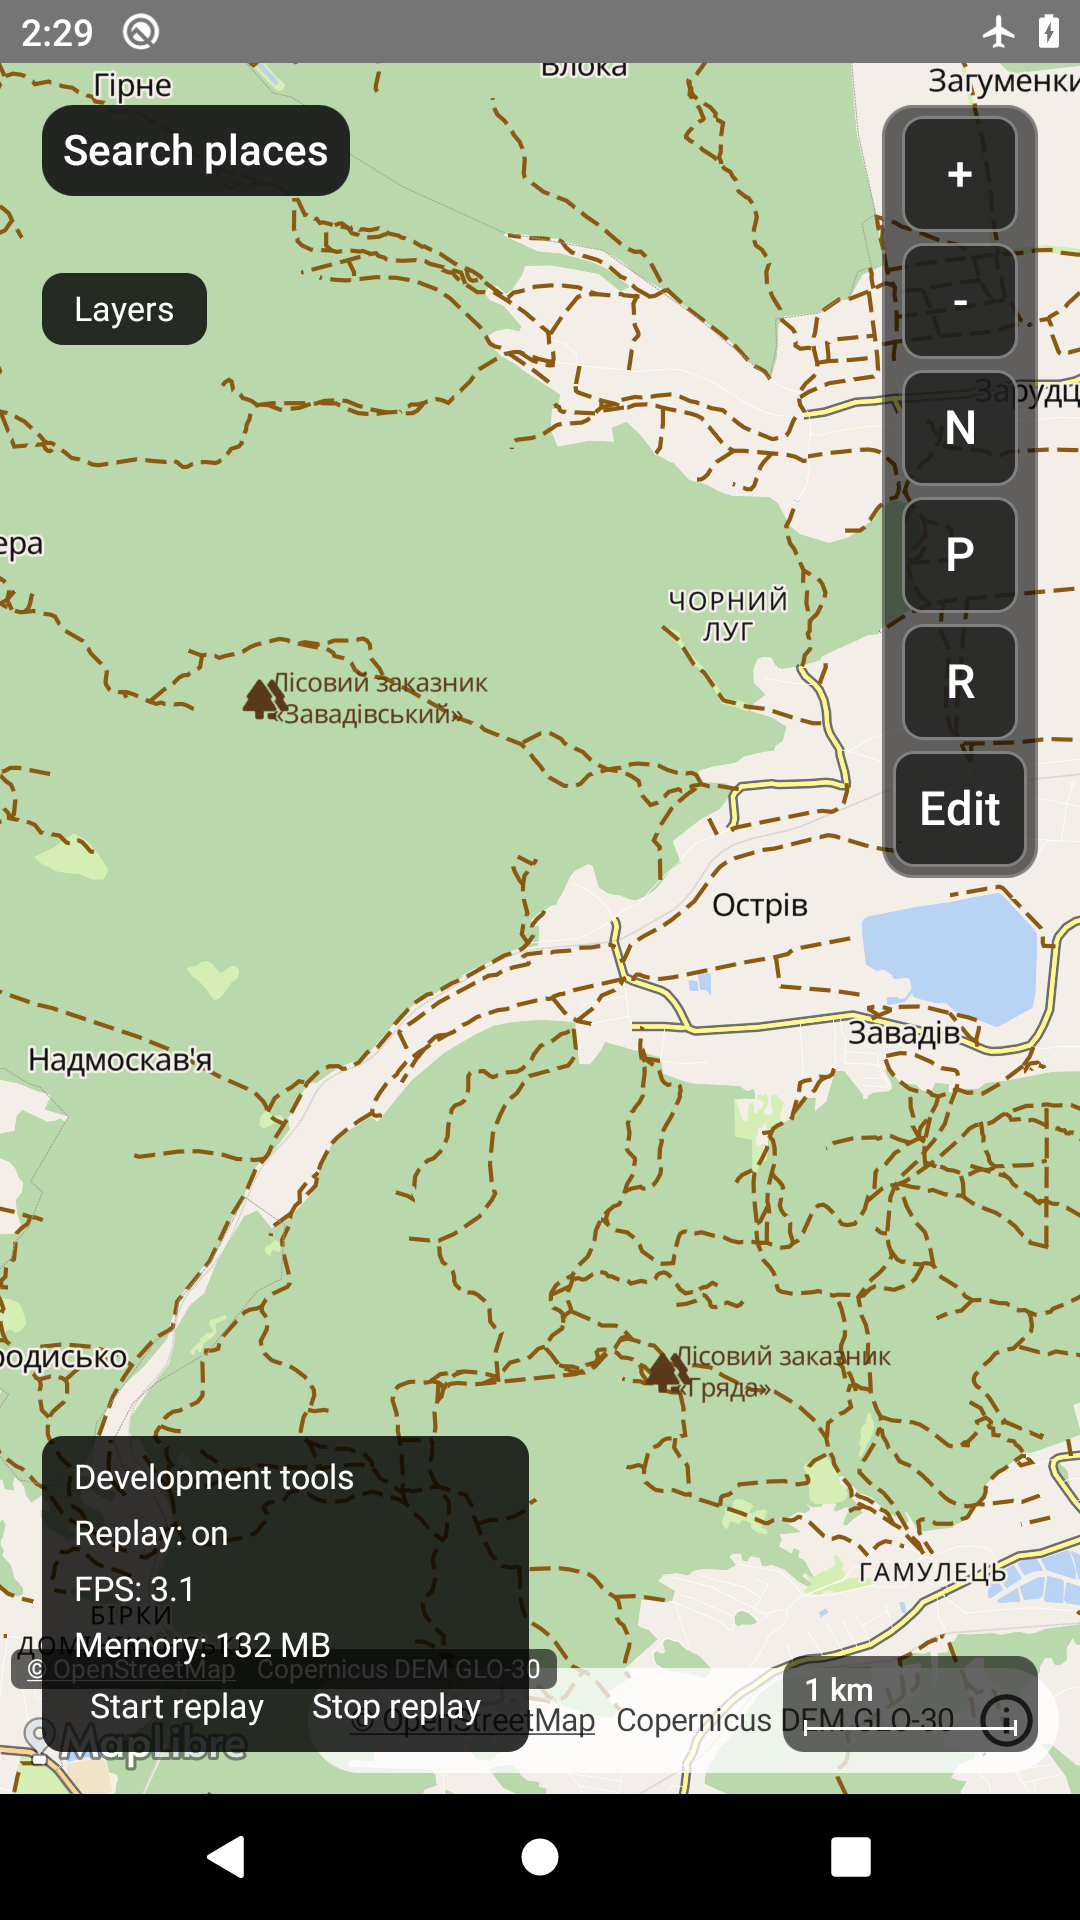 2:29
Гірне
Блока
Загуменки
Search places
+
-
Layers
Зарудц
N
ера
P
ЧОРНИЙ
ЛУГ
R
Лісовий заказник
«Завадівський»
Edit
Острів
Завадів
Надмоскав'я
родисько
Лісовий заказник
«Гряда»
Development tools
Replay: on
FPS: 3.1
ГАМУЛЕЦЬ
БІРКИ
Memory: 132 MB
© OpenStreetMap Copernicus DEM GLO-30
1 km
Start replay Stop replay
© OpenStreetMap Copernicus DEM GLO-30
MapLibre